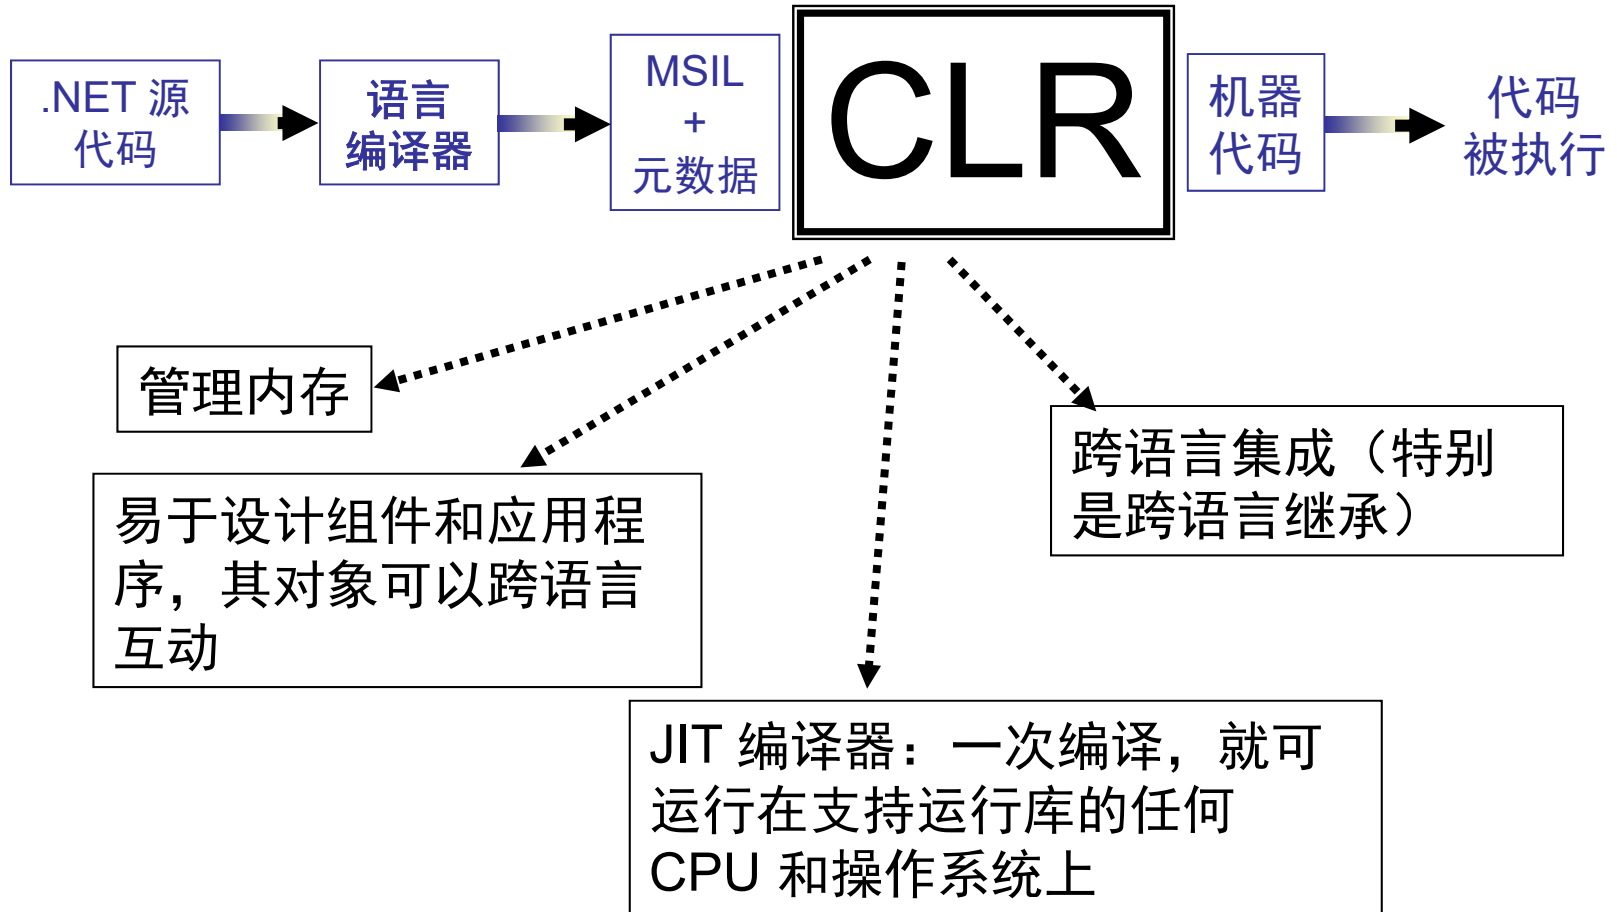 .NET 源
代码
语言
编译器
MSIL
+
元数据
CLR
机器
代码
代码
被执行
管理内存
易于设计组件和应用程
序，其对象可以跨语言
互动
跨语言集成（特别
是跨语言继承）
JIT 编译器：一次编译，就可
运行在支持运行库的任何
CPU 和操作系统上